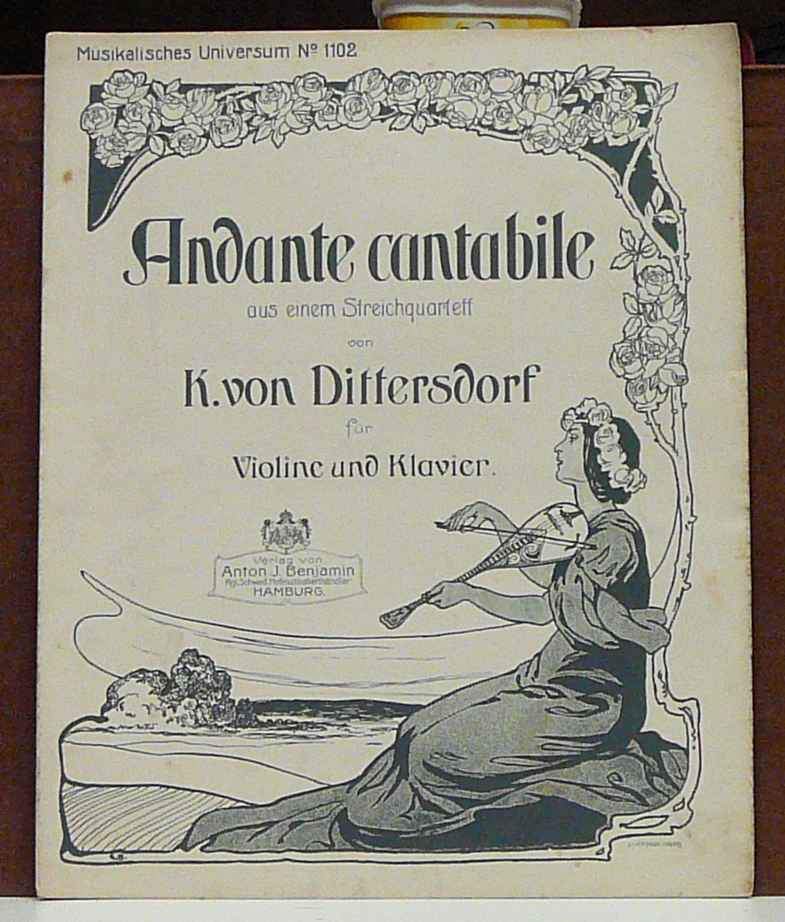 Musikalisches Universum Nº 1102
Andante cantabile
aus einem Streichquartett
von
K. von Dittersdorf
für
Violine und Klavier.
Verlag von
Anton J. Benjamin
HAMBURG.